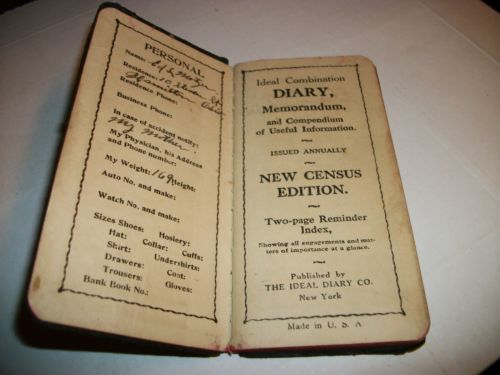 PERSONAL
Name:
Residence: 10
St
Residence Phone:
Business Phone:
In case of accident notify:
My Mother
My Physician, his Address
and Phone number:
My Weight: 169 Height:
Auto No. and make:
Watch No. and make:
Sizes Shoes: Hosiery:
Hat: Collar: Cuffs:
Shirt: Undershirts:
Drawers: Coat:
Trousers: Gloves:
Bank Book No.:
Ideal Combination
DIARY,
Memorandum,
and Compendium
of Useful Information.
ISSUED ANNUALLY
NEW CENSUS
EDITION.
Two-page Reminder
Index,
Showing all engagements and mat-
ters of importance at a glance.
Published by
THE IDEAL DIARY CO.
New York
Made in U. S. A